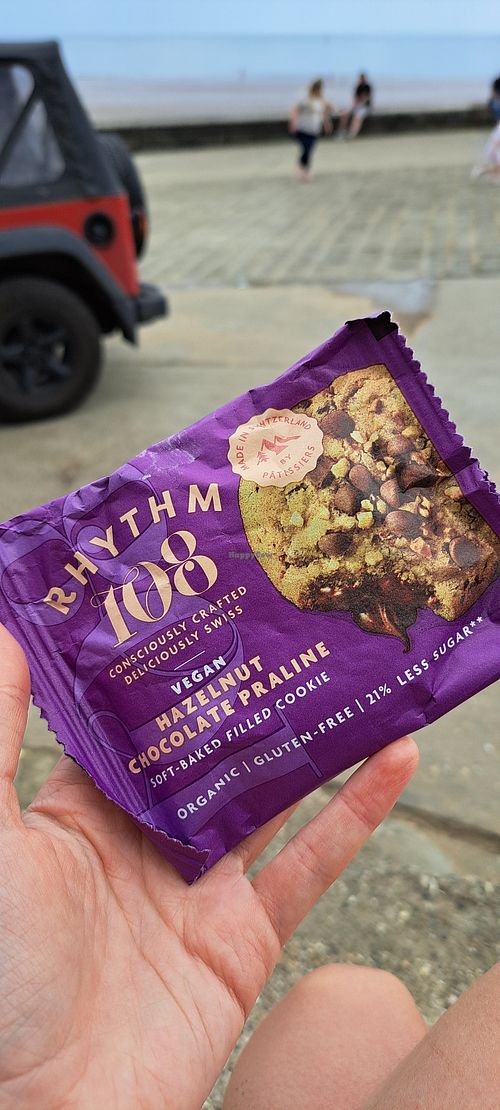 MADE IN SWITZERLAND
BY
PÂTISSIERS
RHYTHM
108
CONSCIOUSLY CRAFTED
DELICIOUSLY SWISS
VEGAN
HAZELNUT
CHOCOLATE PRALINE
SOFT-BAKED FILLED COOKIE
ORGANIC | GLUTEN-FREE | 21% LESS SUGAR**